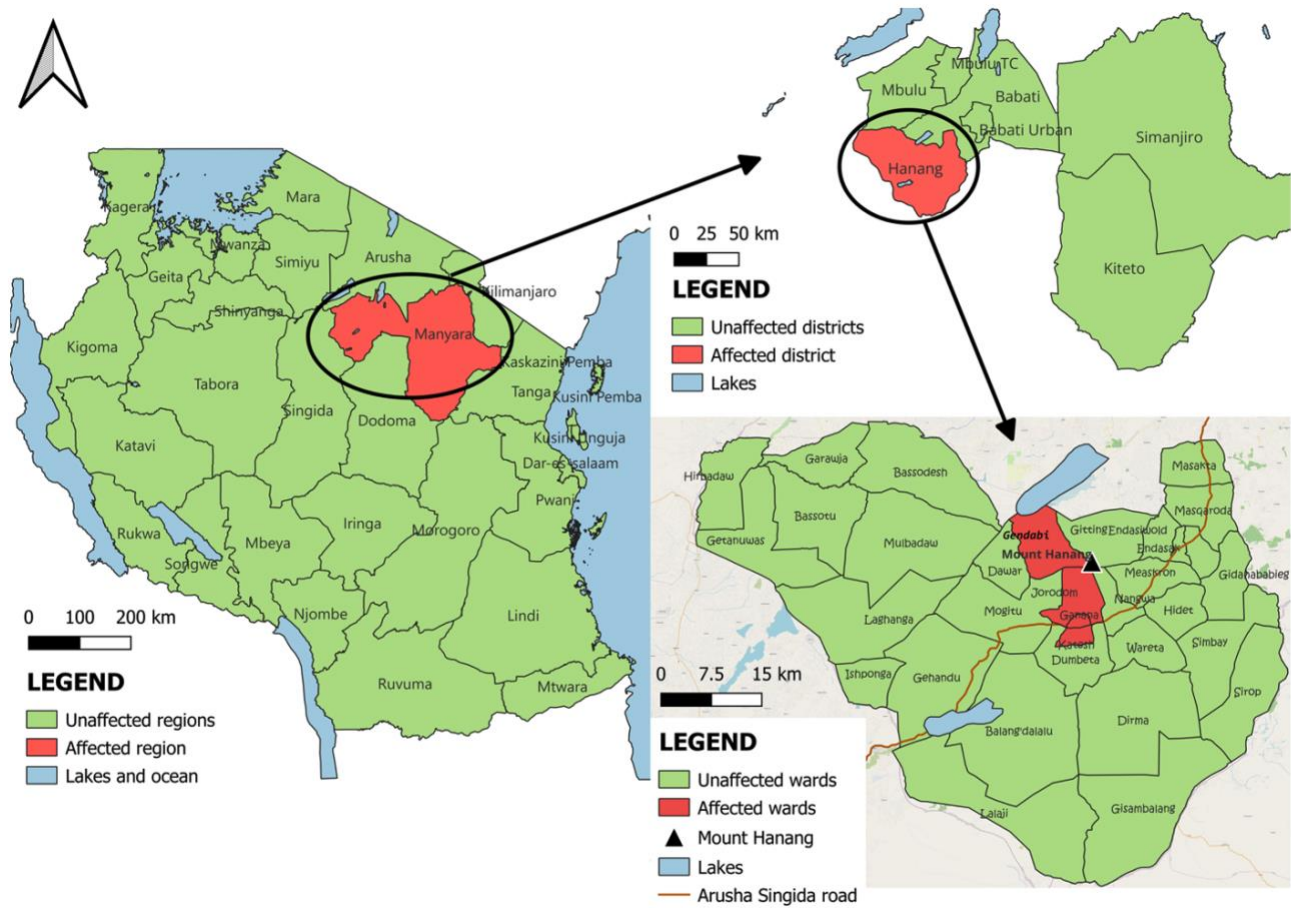 Kagera
Mara
Mwanza
Arusha
Geita
Simiyu
Kilimanjaro
Shinyanga
Manyara
Kigoma
Kaskazini Pemba
Tabora
Tanga
Kusini Pemba
Singida
Dodoma
Kusini Unguja
Katavi
Dar-es-salaam
Pwani
Iringa
Morogoro
Rukwa
Mbeya
Songwe
Njombe
Lindi
Ruvuma
Mtwara
0 100 200 km
LEGEND
Unaffected regions
Affected region
Lakes and ocean
Mbulu TC
Mbulu
Babati
Babati Urban
Simanjiro
Hanang
Kiteto
0 25 50 km
LEGEND
Unaffected districts
Affected district
Lakes
Garawja
Bassodesh
Masakta
Hirbadaw
Bassotu
Masqaroda
Getanuwas
Mulbadaw
Gendabi
Gitting
Endaswold
Endasak
Mount Hanang
Dawar
Measkron
Gidahababieg
Jorodom
Nangwa
Mogitu
Hidet
Laghanga
Ganana
Katesh
Wareta
Simbay
Dumbeta
Ishponga
Gehandu
Sirop
Dirma
Balang'dalalu
Lalaji
Gisambalang
0 7.5 15 km
LEGEND
Unaffected wards
Affected wards
Mount Hanang
Lakes
Arusha Singida road